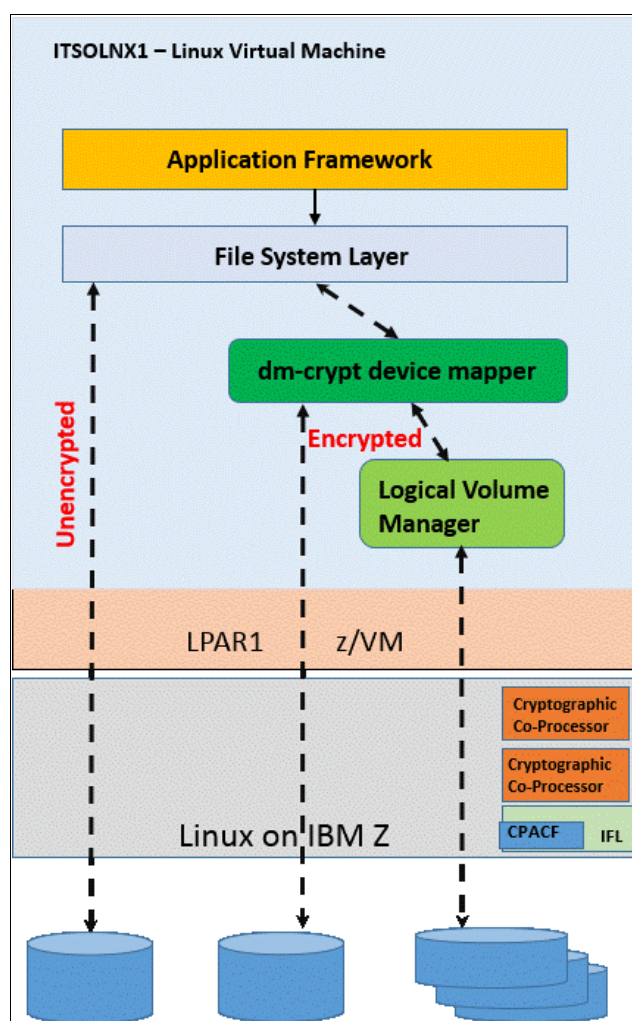 ITSOLNX1 – Linux Virtual Machine
Application Framework
File System Layer
dm-crypt device mapper
Unencrypted
Encrypted
Logical Volume
Manager
LPAR1 z/VM
Cryptographic
Co-Processor
Cryptographic
Co-Processor
CPACF IFL
Linux on IBM Z